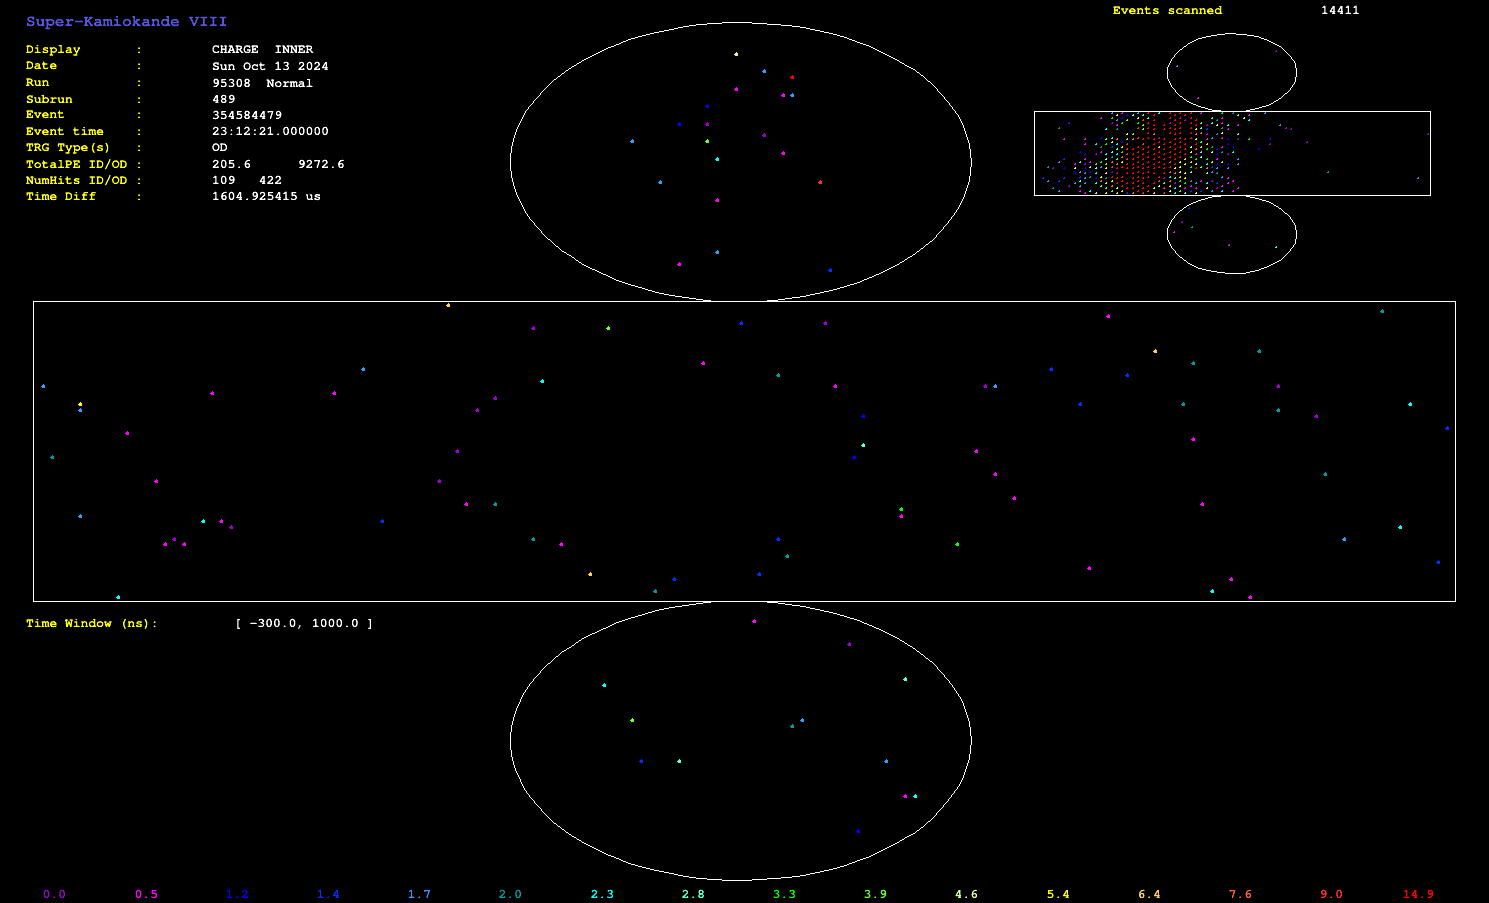 Super-Kamiokande VIII
Events scanned 14411
Display : CHARGE INNER
Date : Sun Oct 13 2024
Run : 95308 Normal
Subrun : 489
Event : 354584479
Event time : 23:12:21.000000
TRG Type(s) : OD
TotalPE ID/OD : 205.6 9272.6
NumHits ID/OD : 109 422
Time Diff : 1604.925415 us
Time Window (ns): [ -300.0, 1000.0 ]
0.0 0.5 1.2 1.4 1.7 2.0 2.3 2.8 3.3 3.9 4.6 5.4 6.4 7.6 9.0 14.9